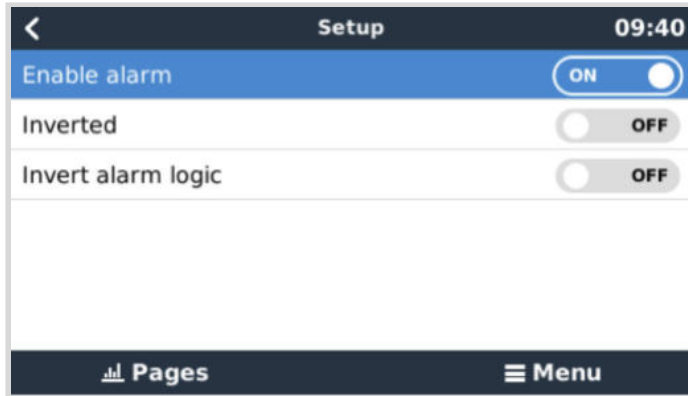 Setup 09:40
Enable alarm ON
Inverted OFF
Invert alarm logic OFF
Pages Menu